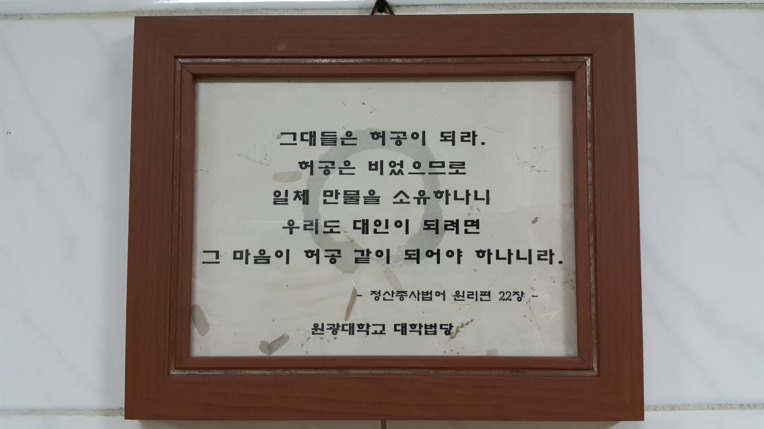 그대들은 허공이 되라.
허공은 비었으므로
일체 만물을 소유하나니
우리도 대인이 되려면
그 마음이 허공 같이 되어야 하나니라.
- 정산종사법어 원리편 22장 -
원광대학교 대학법당